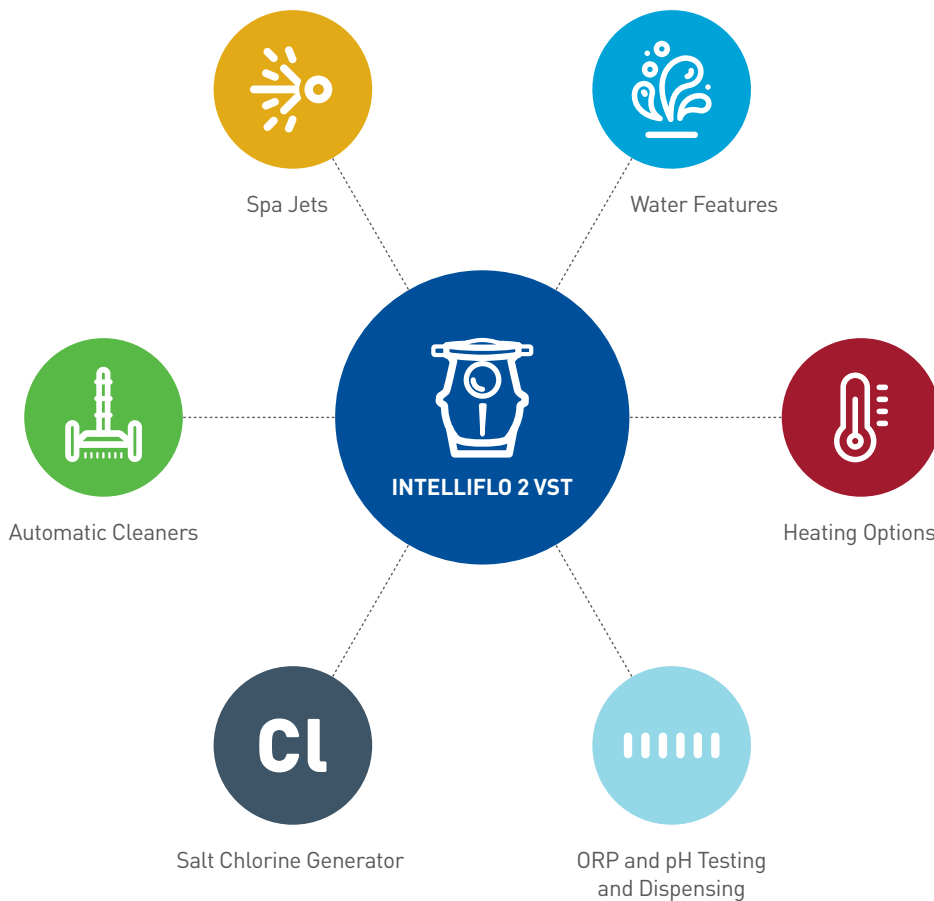 Spa Jets
Water Features
INTELLIFLO 2 VST
Automatic Cleaners
Heating Options
Cl
Salt Chlorine Generator
ORP and pH Testing
and Dispensing